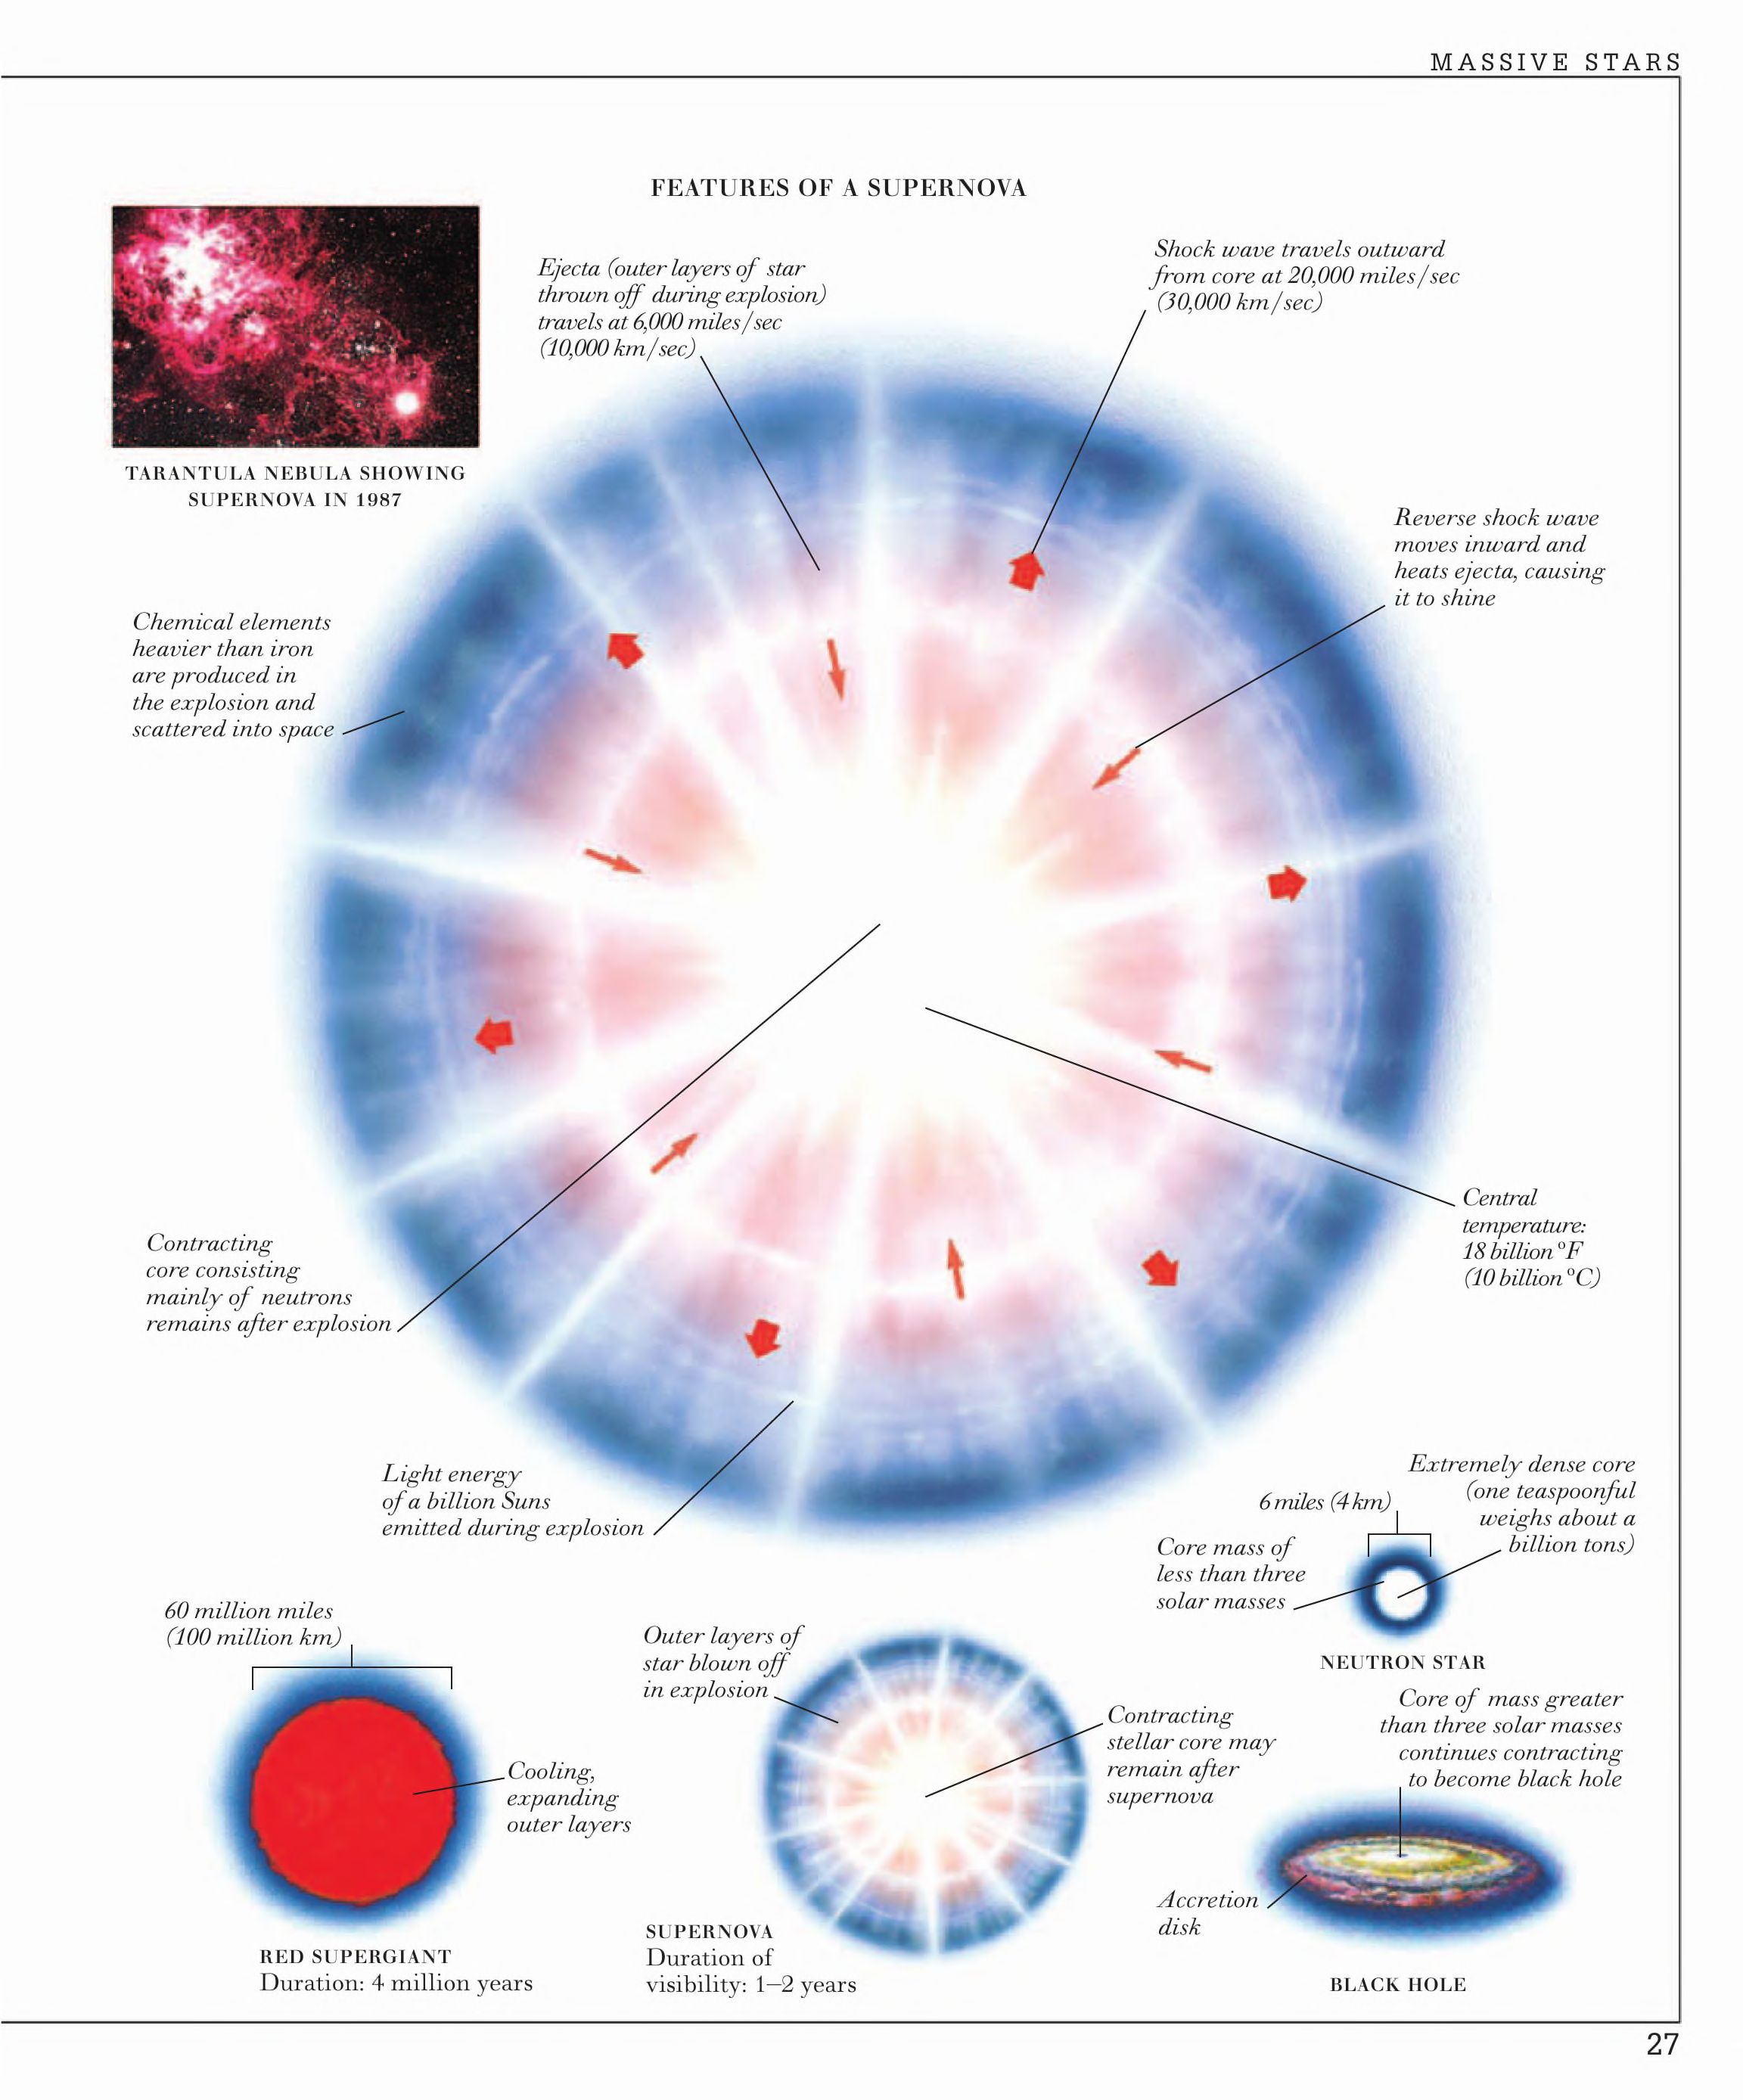 MASSIVE STARS
FEATURES OF A SUPERNOVA
TARANTULA NEBULA SHOWING
SUPERNOVA IN 1987
Ejecta (outer layers of star
thrown off during explosion)
travels at 6,000 miles/sec
(10,000 km/sec)
Shock wave travels outward
from core at 20,000 miles/sec
(30,000 km/sec)
Reverse shock wave
moves inward and
heats ejecta, causing
it to shine
Chemical elements
heavier than iron
are produced in
the explosion and
scattered into space
Central
temperature:
18 billion °F
(10 billion °C)
Contracting
core consisting
mainly of neutrons
remains after explosion
Light energy
of a billion Suns
emitted during explosion
6 miles (4 km)
Extremely dense core
(one teaspoonful
weighs about a
billion tons)
Core mass of
less than three
solar masses
NEUTRON STAR
60 million miles
(100 million km)
Cooling,
expanding
outer layers
RED SUPERGIANT
Duration: 4 million years
Outer layers of
star blown off
in explosion
Contracting
stellar core may
remain after
supernova
SUPERNOVA
Duration of
visibility: 1–2 years
Core of mass greater
than three solar masses
continues contracting
to become black hole
Accretion
disk
BLACK HOLE
27